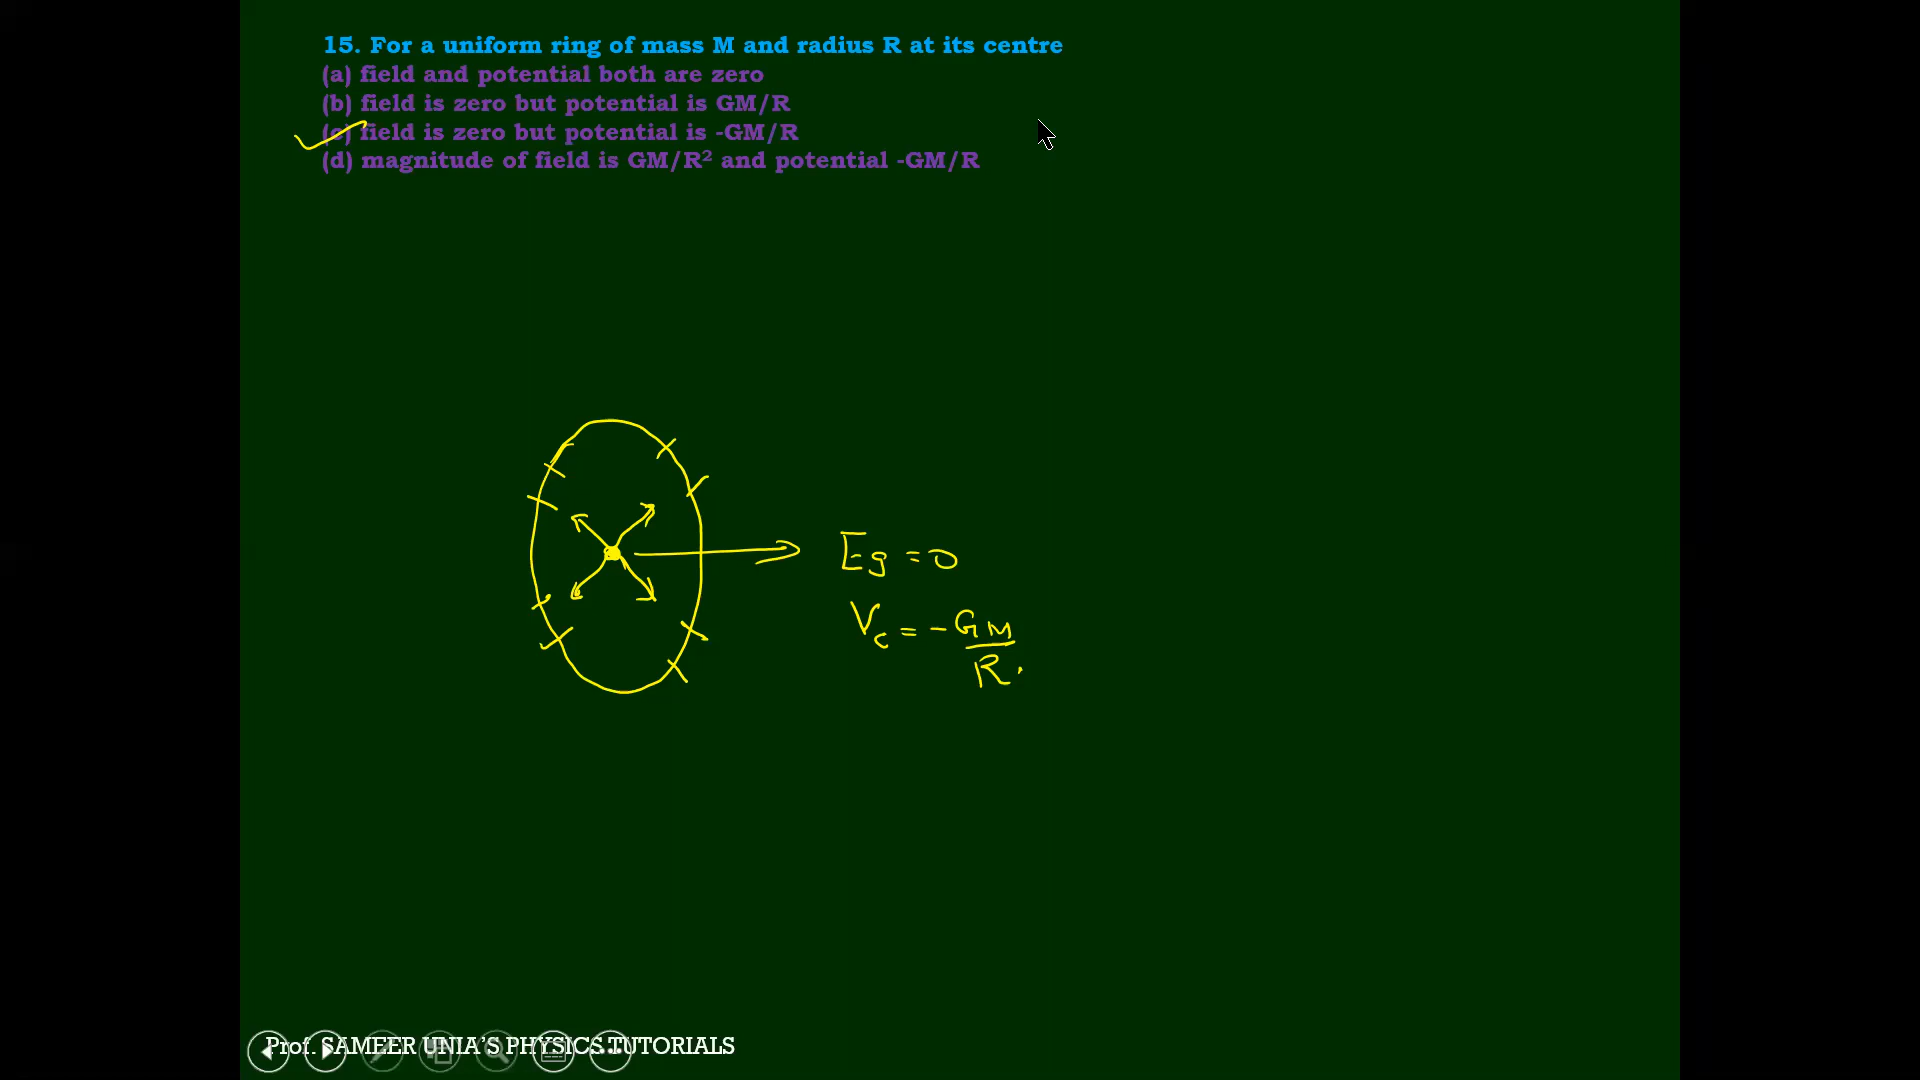 15. For a uniform ring of mass M and radius R at its centre
(a) field and potential both are zero
(b) field is zero but potential is GM/R
(c) field is zero but potential is -GM/R
(d) magnitude of field is GM/R² and potential -GM/R
Eg = 0
Vc = - GM/R.
Prof. SAMEER UNIA'S PHYSICS TUTORIALS